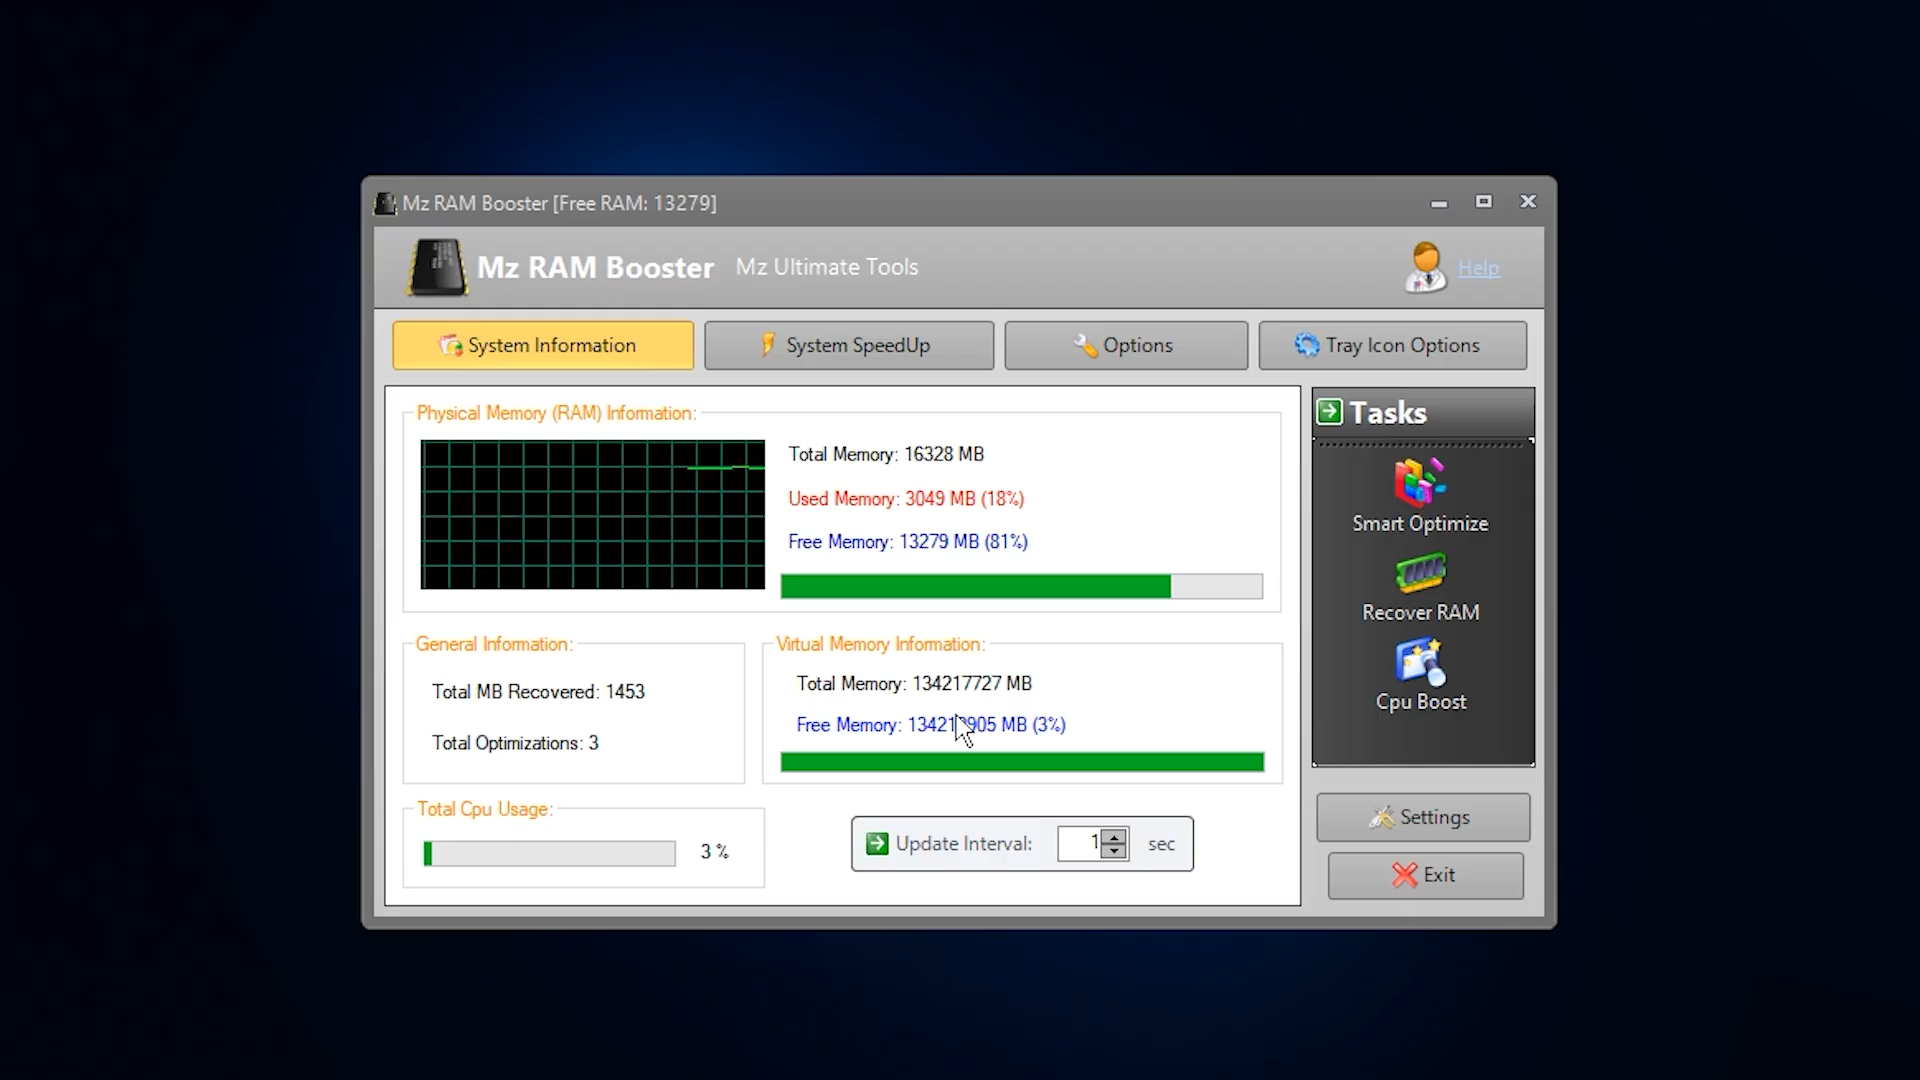 Mz RAM Booster [Free RAM: 13279]
Mz RAM Booster
Mz Ultimate Tools
Help
System Information
System SpeedUp
Options
Tray Icon Options
Physical Memory (RAM) Information:
Total Memory: 16328 MB
Used Memory: 3049 MB (18%)
Free Memory: 13279 MB (81%)
General Information:
Total MB Recovered: 1453
Total Optimizations: 3
Virtual Memory Information:
Total Memory: 134217727 MB
Free Memory: MB (3%)
Total Cpu Usage:
3 %
Update Interval: 1 sec
Tasks
Smart Optimize
Recover RAM
Cpu Boost
Settings
Exit